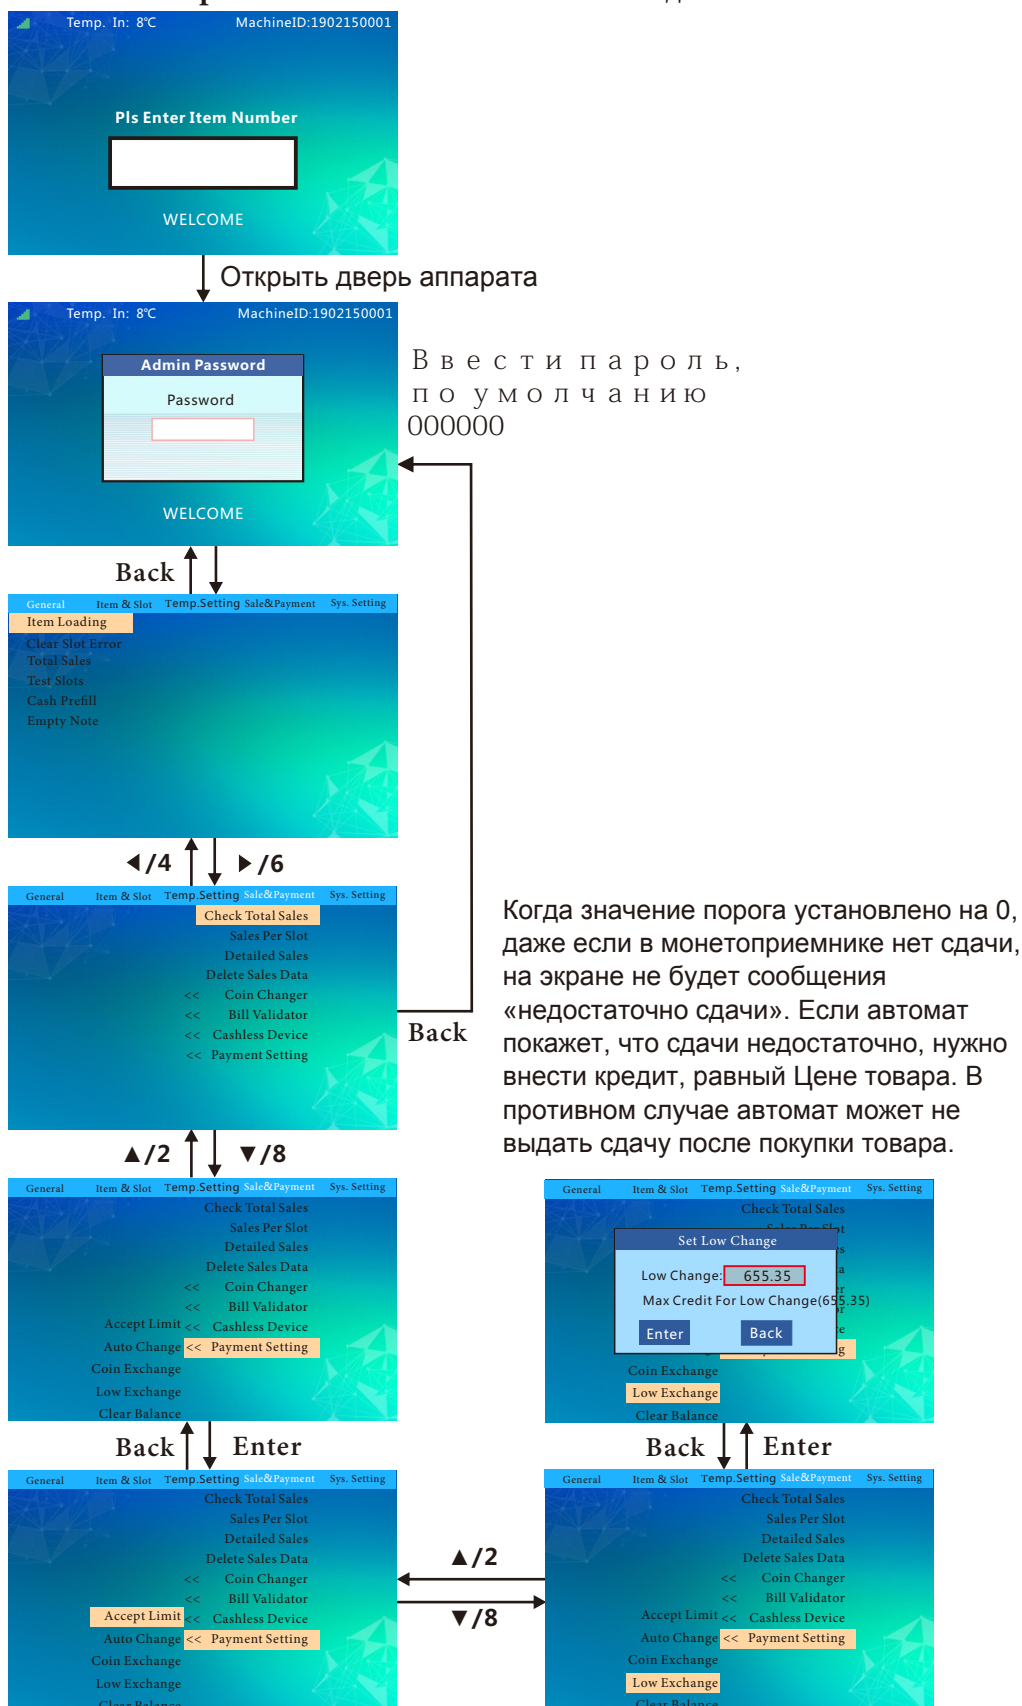 Temp. In: 8℃ MachineID:1902150001
Pls Enter Item Number
WELCOME
Открыть дверь аппарата
Temp. In: 8℃ MachineID:1902150001
Admin Password
Password
WELCOME
Ввести пароль,
по умолчанию
000000
Back
General Item & Slot Temp.Setting Sale&Payment Sys. Setting
Item Loading
Clear Slot Error
Total Sales
Test Slots
Cash Prefill
Empty Note
◀/4 ▶/6
General Item & Slot Temp.Setting Sale&Payment Sys. Setting
Check Total Sales
Sales Per Slot
Detailed Sales
Delete Sales Data
<< Coin Changer
<< Bill Validator
<< Cashless Device
<< Payment Setting
Back
Когда значение порога установлено на 0,
даже если в монетоприемнике нет сдачи,
на экране не будет сообщения
«недостаточно сдачи». Если автомат
покажет, что сдачи недостаточно, нужно
внести кредит, равный Цене товара. В
противном случае автомат может не
выдать сдачу после покупки товара.
▲/2 ▼/8
General Item & Slot Temp.Setting Sale&Payment Sys. Setting
Check Total Sales
Sales Per Slot
Detailed Sales
Delete Sales Data
<< Coin Changer
<< Bill Validator
Accept Limit << Cashless Device
Auto Change << Payment Setting
Coin Exchange
Low Exchange
Clear Balance
General Item & Slot Temp.Setting Sale&Payment Sys. Setting
Check Total Sales
Set Low Change
Low Change: 655.35
Max Credit For Low Change(655.35)
Enter Back
Coin Exchange
Low Exchange
Clear Balance
Back Enter
Back Enter
General Item & Slot Temp.Setting Sale&Payment Sys. Setting
Check Total Sales
Sales Per Slot
Detailed Sales
Delete Sales Data
<< Coin Changer
<< Bill Validator
Accept Limit << Cashless Device
Auto Change << Payment Setting
Coin Exchange
Low Exchange
Clear Balance
▲/2
▼/8
General Item & Slot Temp.Setting Sale&Payment Sys. Setting
Check Total Sales
Sales Per Slot
Detailed Sales
Delete Sales Data
<< Coin Changer
<< Bill Validator
Accept Limit << Cashless Device
Auto Change << Payment Setting
Coin Exchange
Low Exchange
Clear Balance